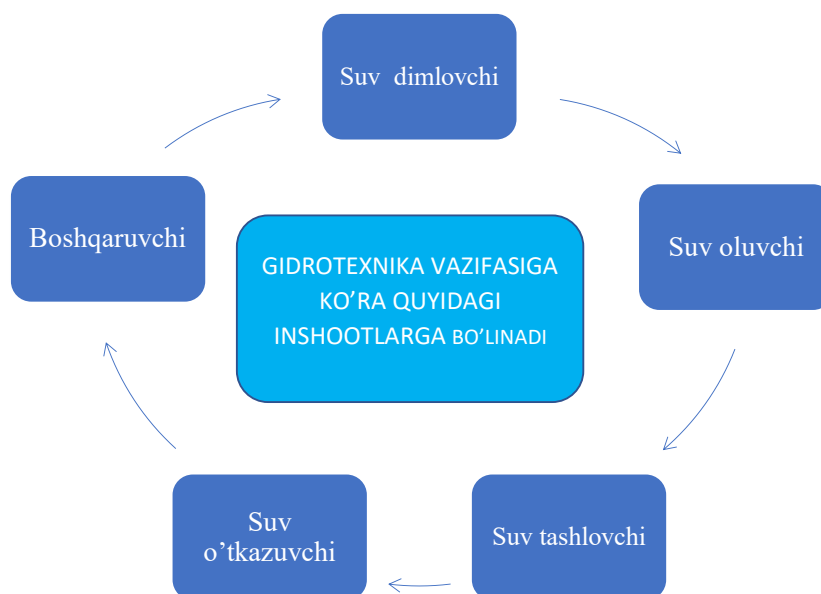 Suv dimlovchi
Boshqaruvchi
Suv oluvchi
GIDROTEXNIKA VAZIFASIGA
KO’RA QUYIDAGI
INSHOOTLARGA BO’LINADI
Suv
o’tkazuvchi
Suv tashlovchi